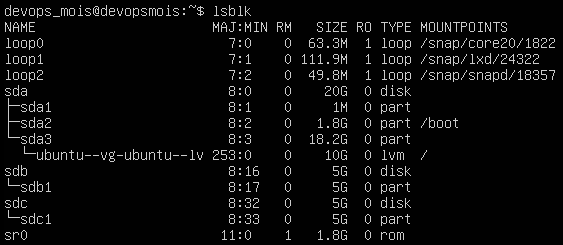 devops_mois@devopsmois:~$ lsblk
NAME                      MAJ:MIN RM   SIZE RO TYPE MOUNTPOINTS
loop0                       7:0    0  63.3M  1 loop /snap/core20/1822
loop1                       7:1    0 111.9M  1 loop /snap/lxd/24322
loop2                       7:2    0  49.8M  1 loop /snap/snapd/18357
sda                         8:0    0    20G  0 disk
├─sda1                      8:1    0     1M  0 part
├─sda2                      8:2    0   1.8G  0 part /boot
└─sda3                      8:3    0  18.2G  0 part
  └─ubuntu--vg-ubuntu--lv 253:0    0    10G  0 lvm  /
sdb                         8:16   0     5G  0 disk
└─sdb1                      8:17   0     5G  0 part
sdc                         8:32   0     5G  0 disk
└─sdc1                      8:33   0     5G  0 part
sr0                        11:0    1   1.8G  0 rom